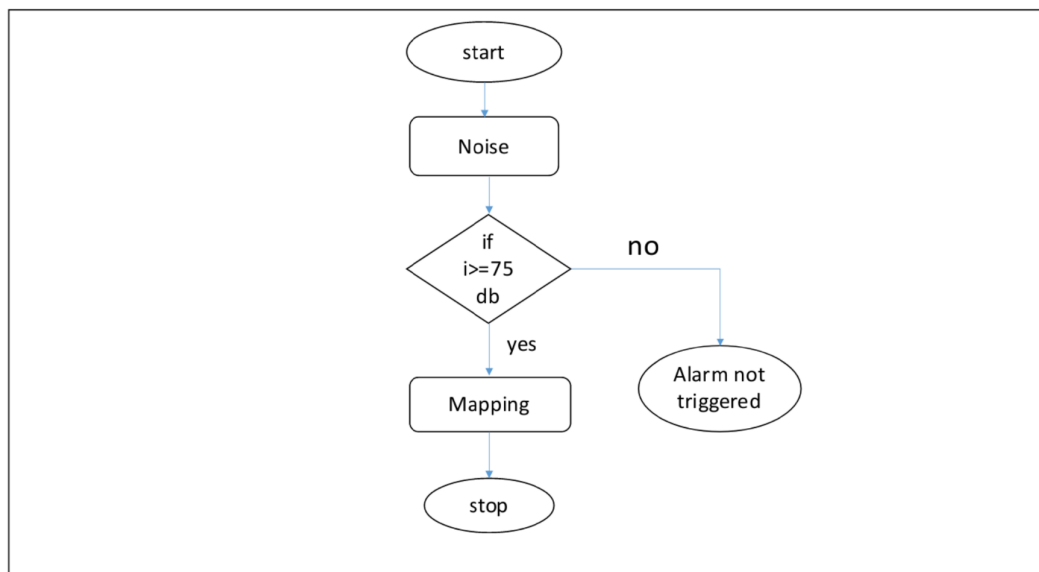 start
Noise
if
i>=75
db
no
yes
Alarm not
triggered
Mapping
stop